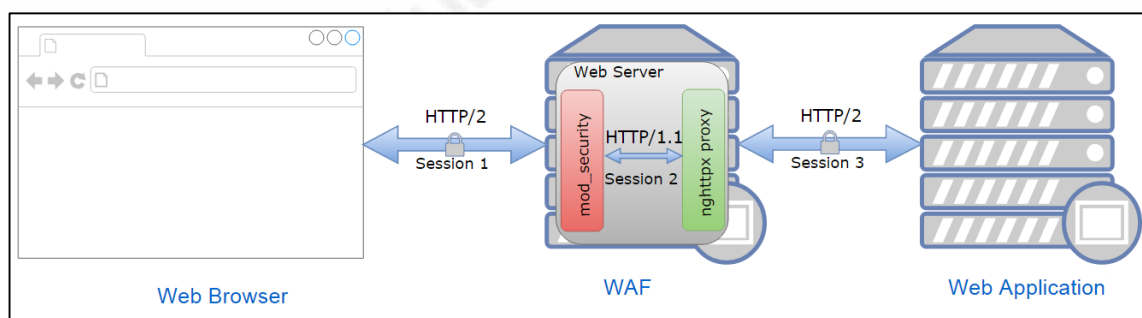 HTTP/2
Session 1
Web Server
mod_security
HTTP/1.1
Session 2
nghttpx proxy
HTTP/2
Session 3
Web Browser
WAF
Web Application